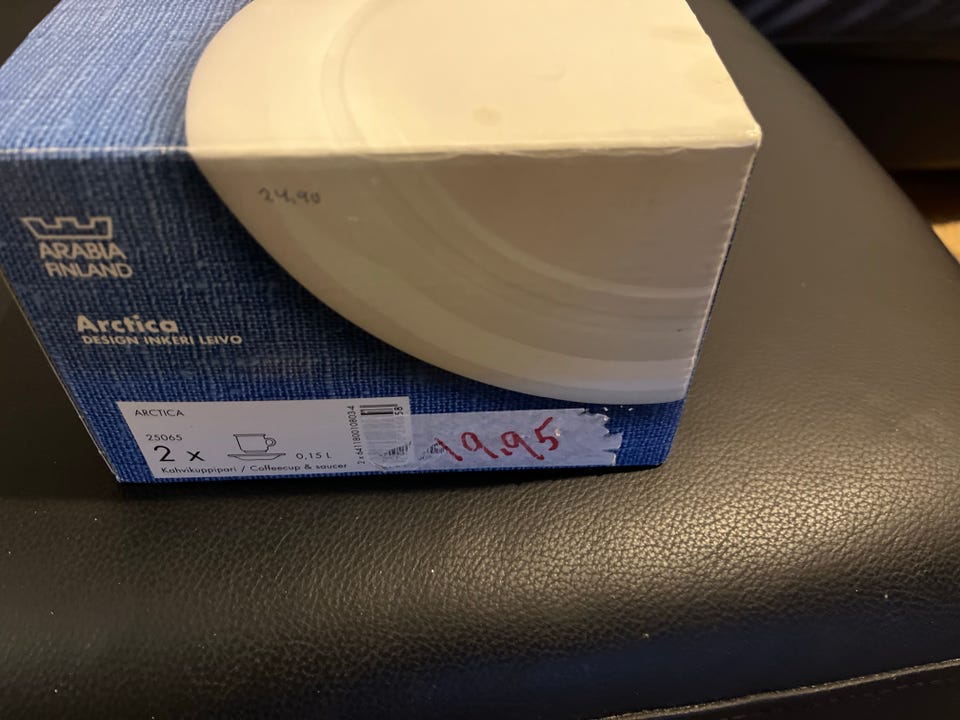 24,90
ARABIA
FINLAND
Arctica
DESIGN INKERI LEIVO
ARCTICA
25065
2 x
0,15 L
Kahvikuppipari / Coffeecup & saucer
19,95